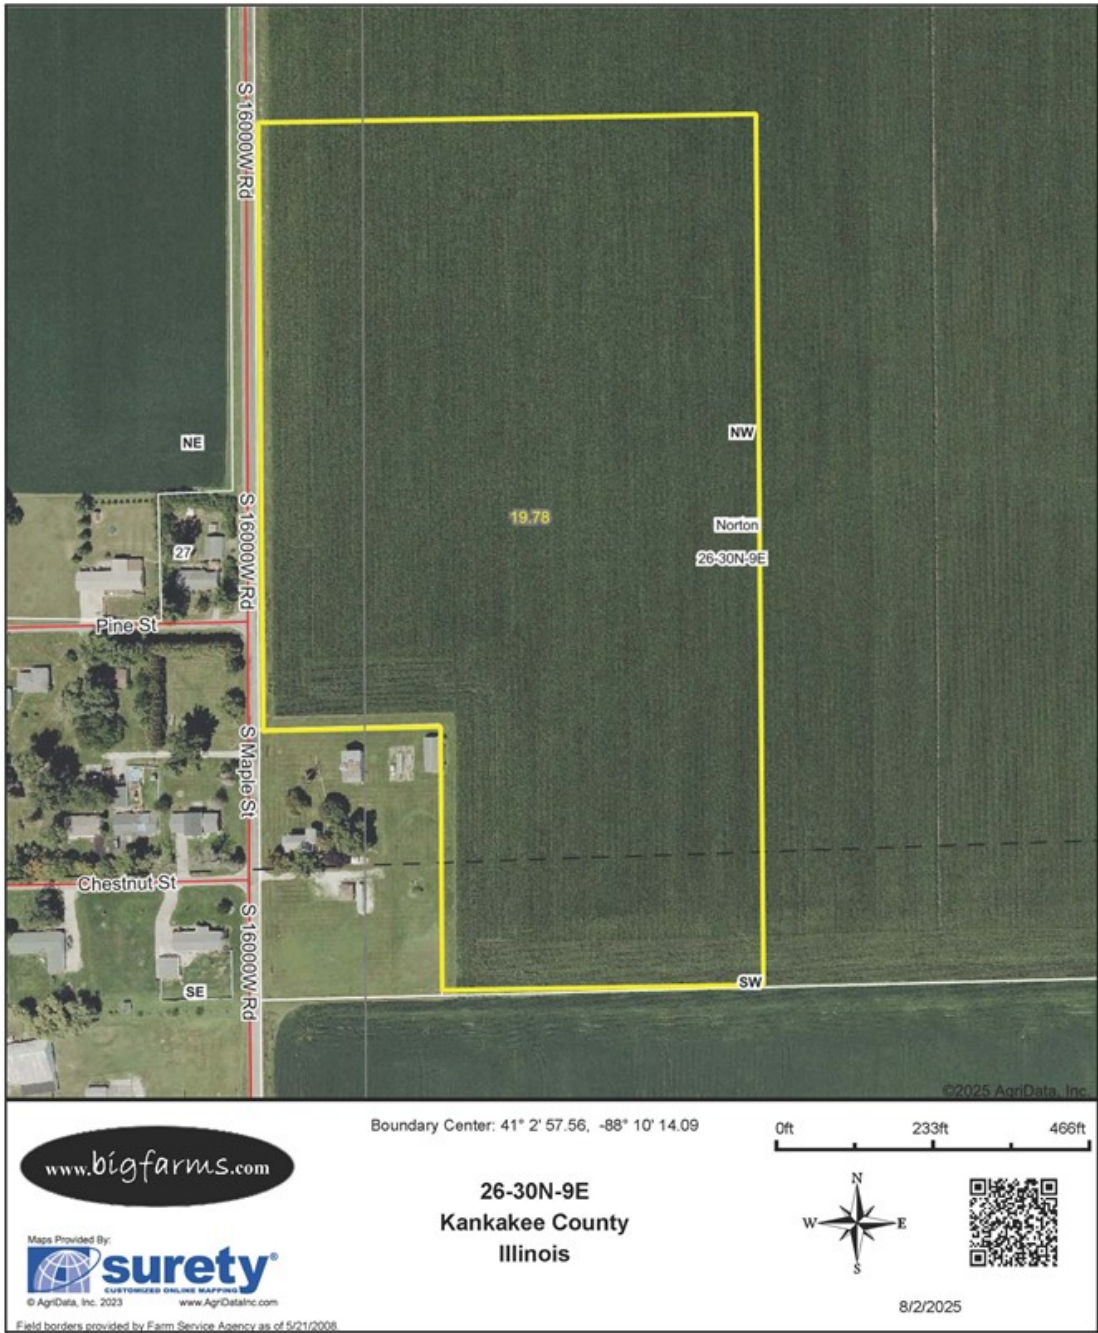 S 16000W Rd
NE
NW
S 16000W Rd
19.78
Norton
27
26-30N-9E
Pine St
S Maple St
Chestnut St
S 16000W Rd
SE
SW
©2025 AgriData, Inc.
Boundary Center: 41° 2' 57.56, -88° 10' 14.09
0ft 233ft 466ft
www.bigfarms.com
26-30N-9E
Kankakee County
Illinois
N
W E
S
Maps Provided By:
surety®
CUSTOMIZED ONLINE MAPPING
© AgriData, Inc. 2023 www.AgriDataInc.com
8/2/2025
Field borders provided by Farm Service Agency as of 5/21/2008.